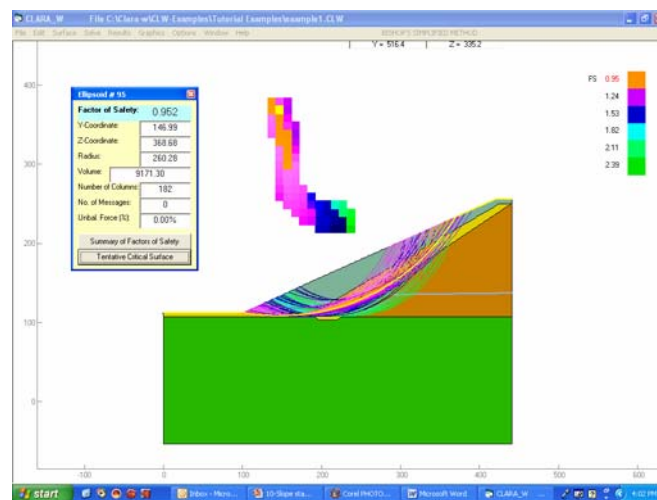 CLARA_W File C:\Clara-w\CLW-Examples\Tutorial Examples\example1.CLW
File Edit Surface Solve Results Graphics Options Window Help BISHOP'S SIMPLIFIED METHOD
Y = 516.4 Z = 335.2
400
300
200
100
0
-100 0 100 200 300 400 500 600
FS 0.95
1.24
1.53
1.82
2.11
2.39
Ellipsoid # 95
Factor of Safety: 0.952
Y-Coordinate: 146.99
Z-Coordinate: 368.68
Radius: 260.28
Volume: 9171.30
Number of Columns: 182
No. of Messages: 0
Unbal. Force (%) 0.00%
Summary of Factors of Safety
Tentative Critical Surface
start Inbox - Micro... 10-Slope sta... Corel PHOTO... Microsoft Word CLARA_W 4:02 PM